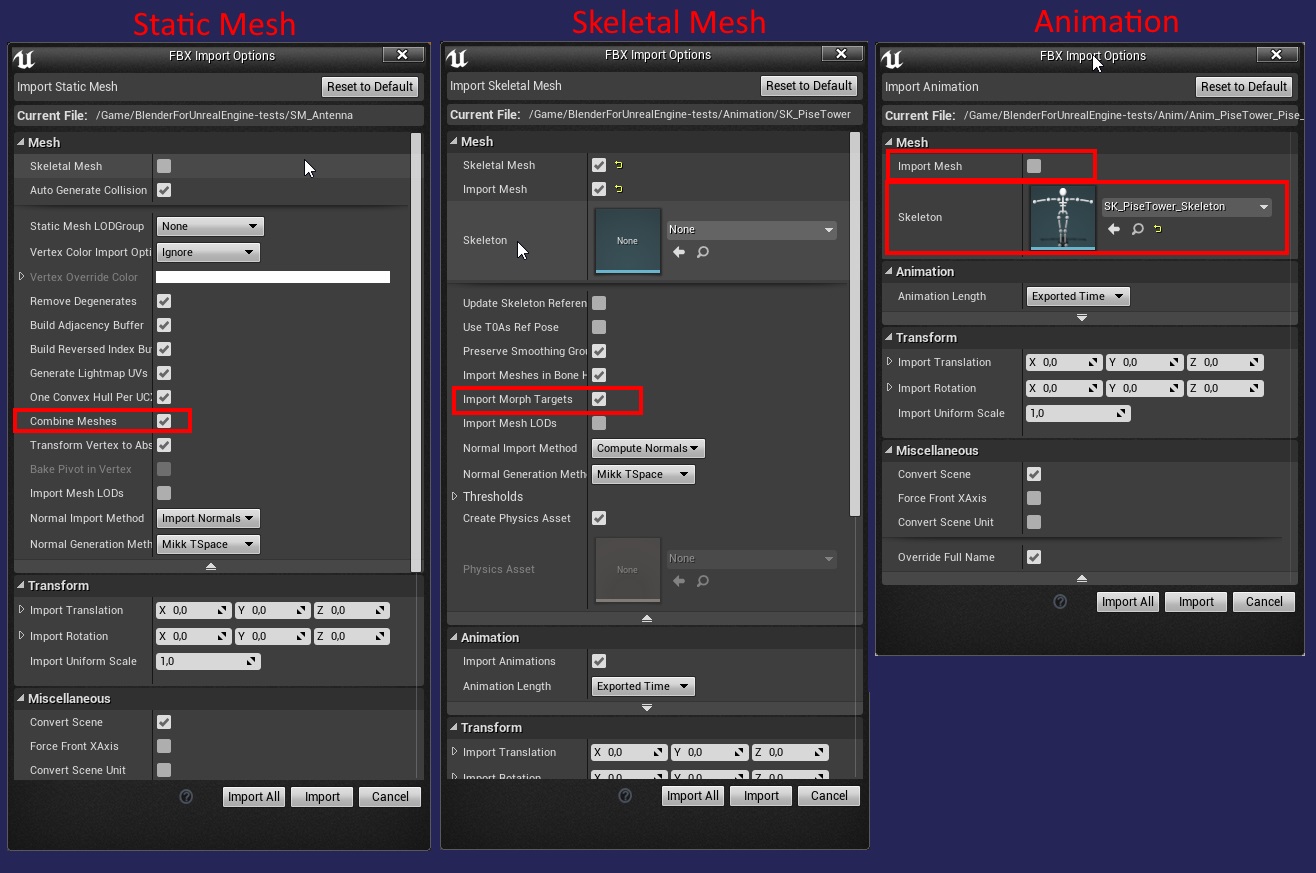 Static Mesh
FBX Import Options
Import Static Mesh
Reset to Default
Current File: /Game/BlenderForUnrealEngine-tests/SM_Antenna
Mesh
Skeletal Mesh
Auto Generate Collision
Static Mesh LODGroup None
Vertex Color Import Opti Ignore
Vertex Override Color
Remove Degenerates
Build Adjacency Buffer
Build Reversed Index Bu
Generate Lightmap UVs
One Convex Hull Per UCX
Combine Meshes
Transform Vertex to Abs
Bake Pivot in Vertex
Import Mesh LODs
Normal Import Method Import Normals
Normal Generation Meth Mikk TSpace
Transform
Import Translation X 0,0 Y 0,0 Z 0,0
Import Rotation X 0,0 Y 0,0 Z 0,0
Import Uniform Scale 1,0
Miscellaneous
Convert Scene
Force Front XAxis
Convert Scene Unit
Import All Import Cancel
Skeletal Mesh
FBX Import Options
Import Skeletal Mesh
Reset to Default
Current File: /Game/BlenderForUnrealEngine-tests/Animation/SK_PiseTower
Mesh
Skeletal Mesh
Import Mesh
Skeleton None None
Update Skeleton Referen
Use T0As Ref Pose
Preserve Smoothing Grou
Import Meshes in Bone H
Import Morph Targets
Import Mesh LODs
Normal Import Method Compute Normals
Normal Generation Meth Mikk TSpace
Thresholds
Create Physics Asset
Physics Asset None None
Animation
Import Animations
Animation Length Exported Time
Transform
Import Translation X 0,0 Y 0,0 Z 0,0
Import Rotation X 0,0 Y 0,0 Z 0,0
Import All Import Cancel
Animation
FBX Import Options
Import Animation
Reset to Default
Current File: /Game/BlenderForUnrealEngine-tests/Anim/Anim_PiseTower_Pise_
Mesh
Import Mesh
Skeleton SK_PiseTower_Skeleton
Animation
Animation Length Exported Time
Transform
Import Translation X 0,0 Y 0,0 Z 0,0
Import Rotation X 0,0 Y 0,0 Z 0,0
Import Uniform Scale 1,0
Miscellaneous
Convert Scene
Force Front XAxis
Convert Scene Unit
Override Full Name
Import All Import Cancel